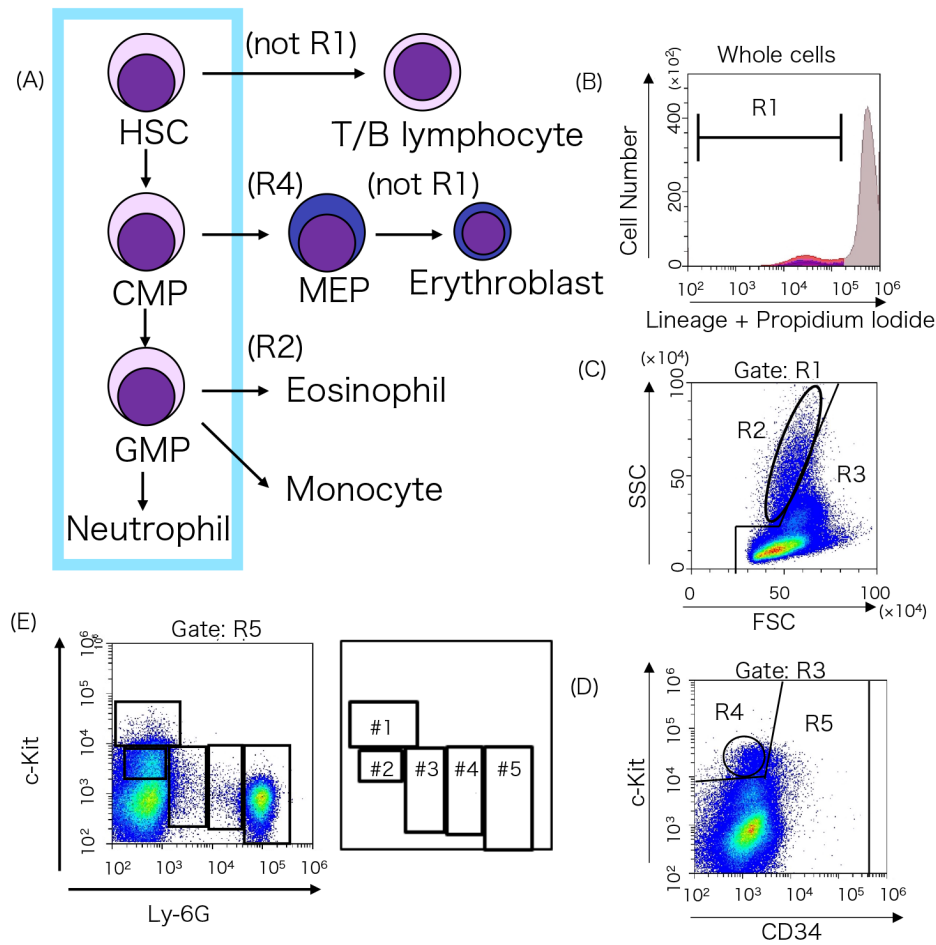 (A)
(not R1)
HSC
T/B lymphocyte
(R4)
(not R1)
CMP
MEP
Erythroblast
(R2)
Eosinophil
GMP
Monocyte
Neutrophil
(B)
Whole cells
(×10²)
R1
Cell Number
400
200
0
10² 10³ 10⁴ 10⁵ 10⁶
Lineage + Propidium Iodide
(C)
(×10⁴)
Gate: R1
100
R2
R3
SSC
50
0
0 50 100
(×10⁴)
FSC
(E)
Gate: R5
10⁶
10⁶
10⁵
10⁴
10³
10²
c-Kit
10² 10³ 10⁴ 10⁵ 10⁶
Ly-6G
#1
#2 #3 #4 #5
(D)
Gate: R3
R4
R5
c-Kit
10⁶
10⁵
10⁴
10³
10²
10² 10³ 10⁴ 10⁵ 10⁶
CD34